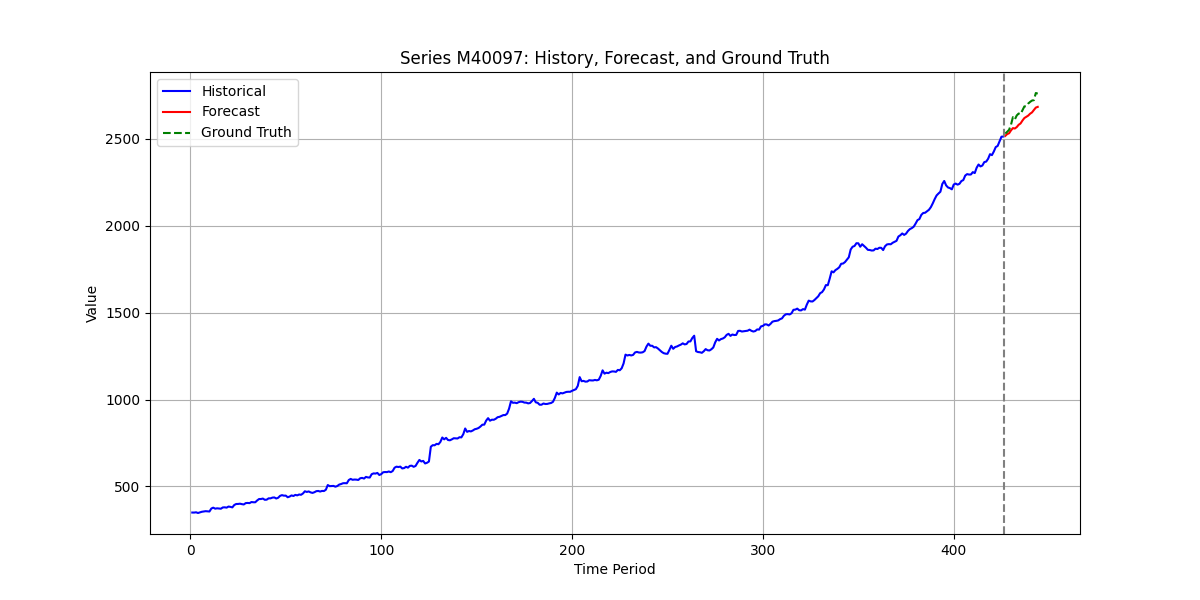 Series M40097: History, Forecast, and Ground Truth
Historical
Forecast
Ground Truth
2500
2000
1500
1000
500
Value
0 100 200 300 400
Time Period